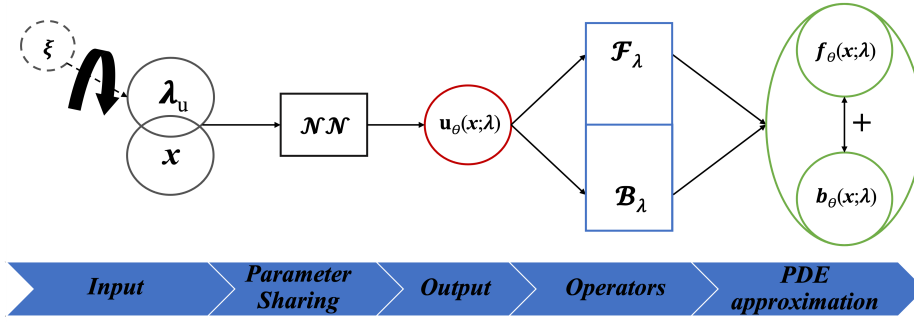 ξ
λu
x
NN
uθ(x;λ)
Fλ
Bλ
fθ(x;λ)
+
bθ(x;λ)
Input
Parameter
Sharing
Output
Operators
PDE
approximation